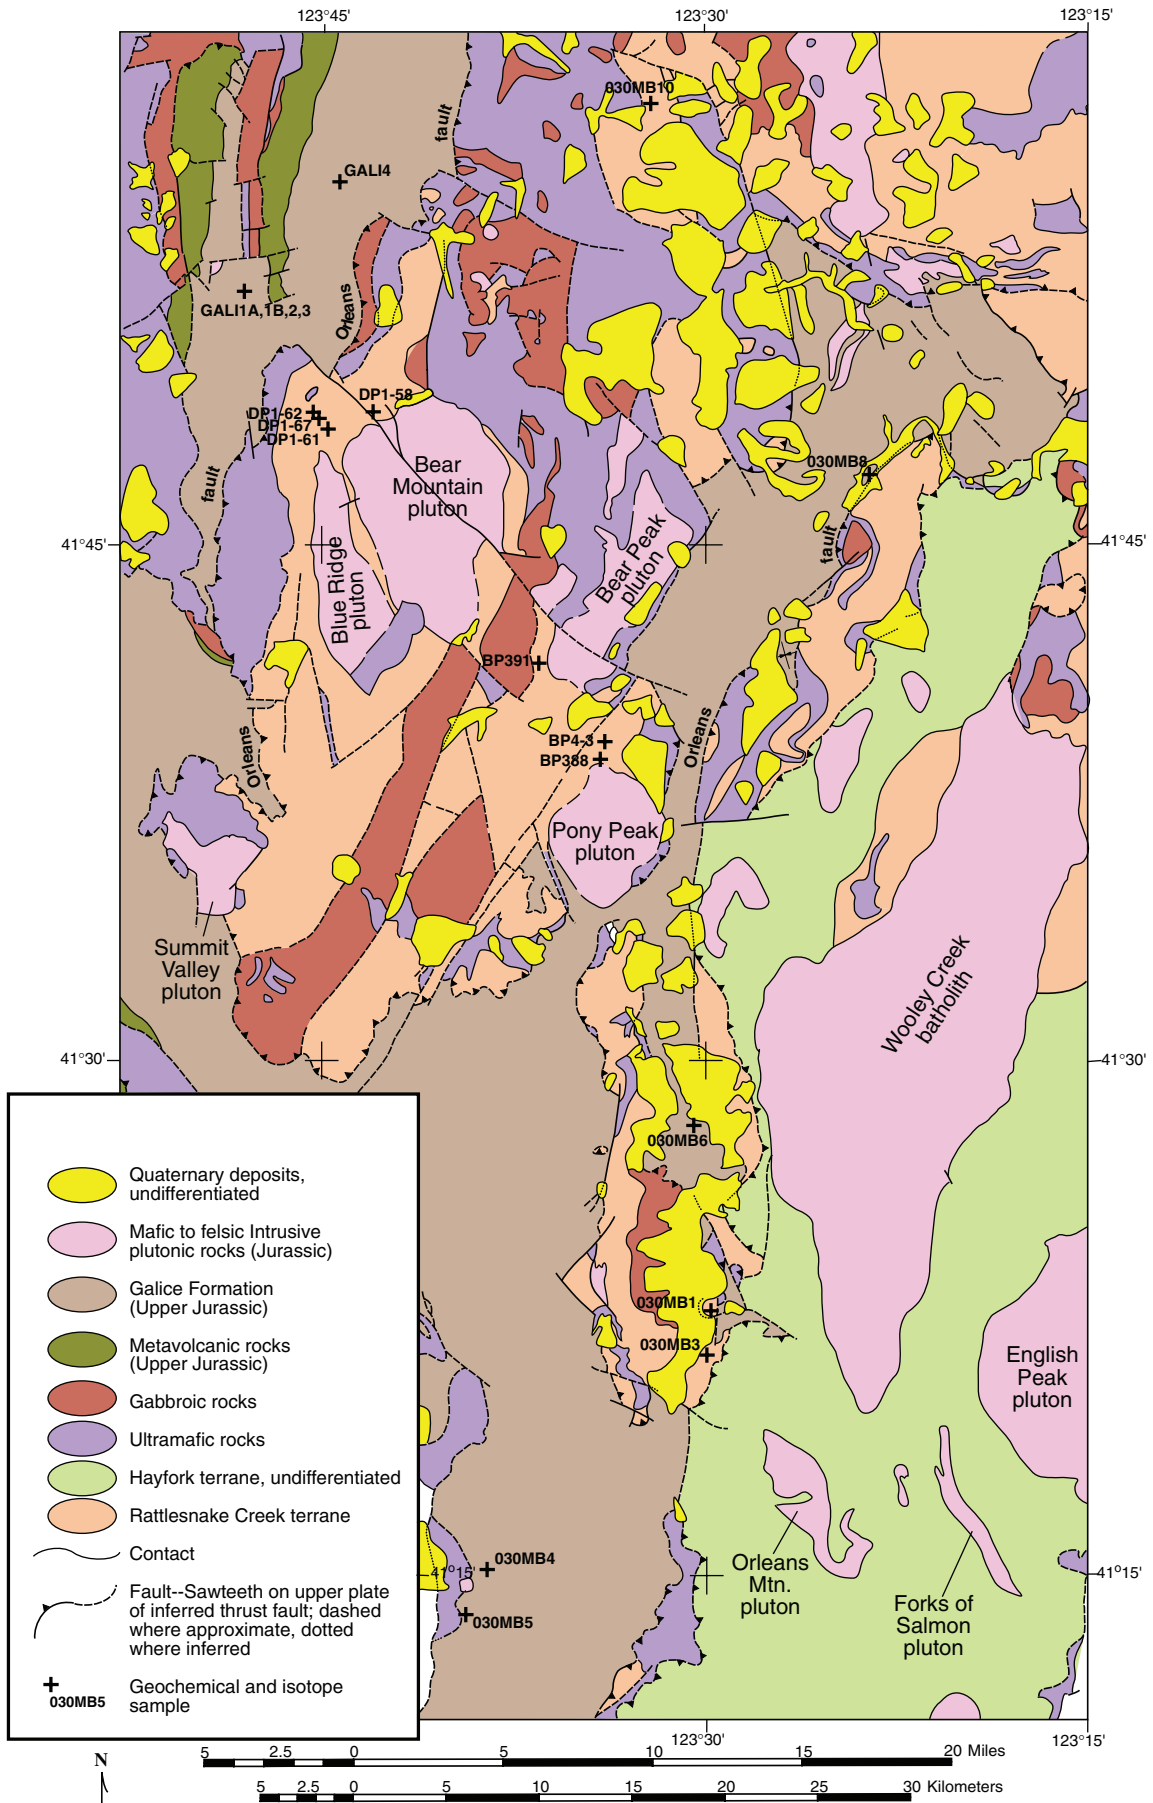 123°45'
123°30'
123°15'
030MB10
fault
GALI4
GALI1A,1B,2,3
Orleans
DP1-58
DP1-62
DP1-67
DP1-61
Bear
Mountain
pluton
030MB8
fault
41°45'
41°45'
Bear Peak
pluton
fault
Blue Ridge
pluton
BP391
Orleans
BP4-3
BP388
Orleans
Pony Peak
pluton
Summit
Valley
pluton
Wooley Creek
batholith
41°30'
41°30'
030MB6
Quaternary deposits,
undifferentiated
Mafic to felsic Intrusive
plutonic rocks (Jurassic)
Galice Formation
(Upper Jurassic)
Metavolcanic rocks
(Upper Jurassic)
Gabbroic rocks
Ultramafic rocks
Hayfork terrane, undifferentiated
Rattlesnake Creek terrane
Contact
Fault--Sawteeth on upper plate
of inferred thrust fault; dashed
where approximate, dotted
where inferred
030MB5
Geochemical and isotope
sample
030MB1
030MB3
English
Peak
pluton
030MB4
41°15'
41°15'
030MB5
Orleans
Mtn.
pluton
Forks of
Salmon
pluton
123°30'
123°15'
N
5 2.5 0 5 10 15 20 Miles
5 2.5 0 5 10 15 20 25 30 Kilometers